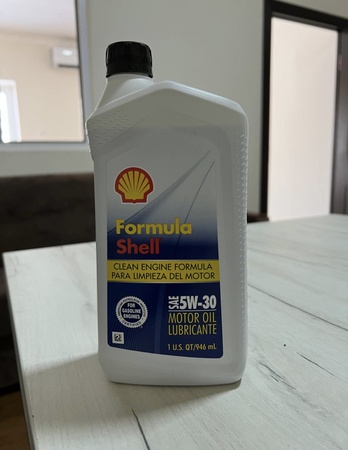 Formula
Shell
CLEAN ENGINE FORMULA
PARA LIMPIEZA DEL MOTOR
FOR
GASOLINE
ENGINES
SAE 5W-30
MOTOR OIL
LUBRICANTE
1 U.S. QT/946 mL